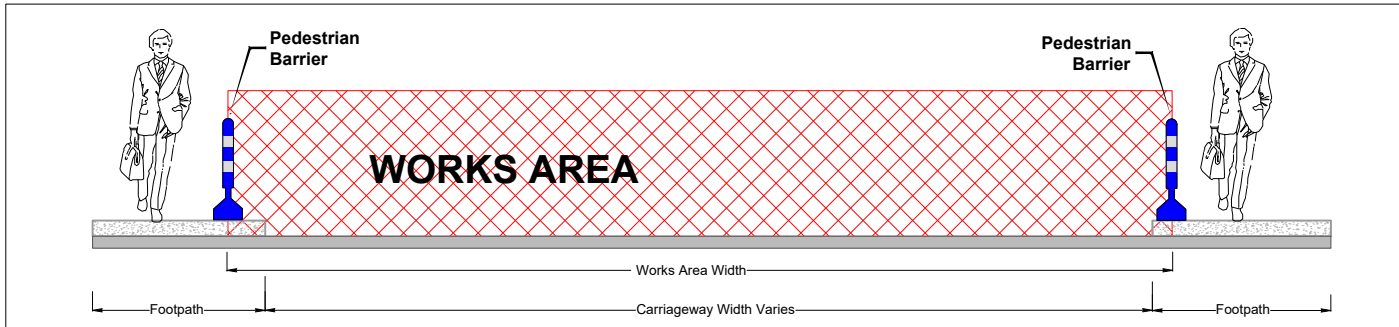 Pedestrian
Barrier
Pedestrian
Barrier
WORKS AREA
Works Area Width
Footpath
Carriageway Width Varies
Footpath